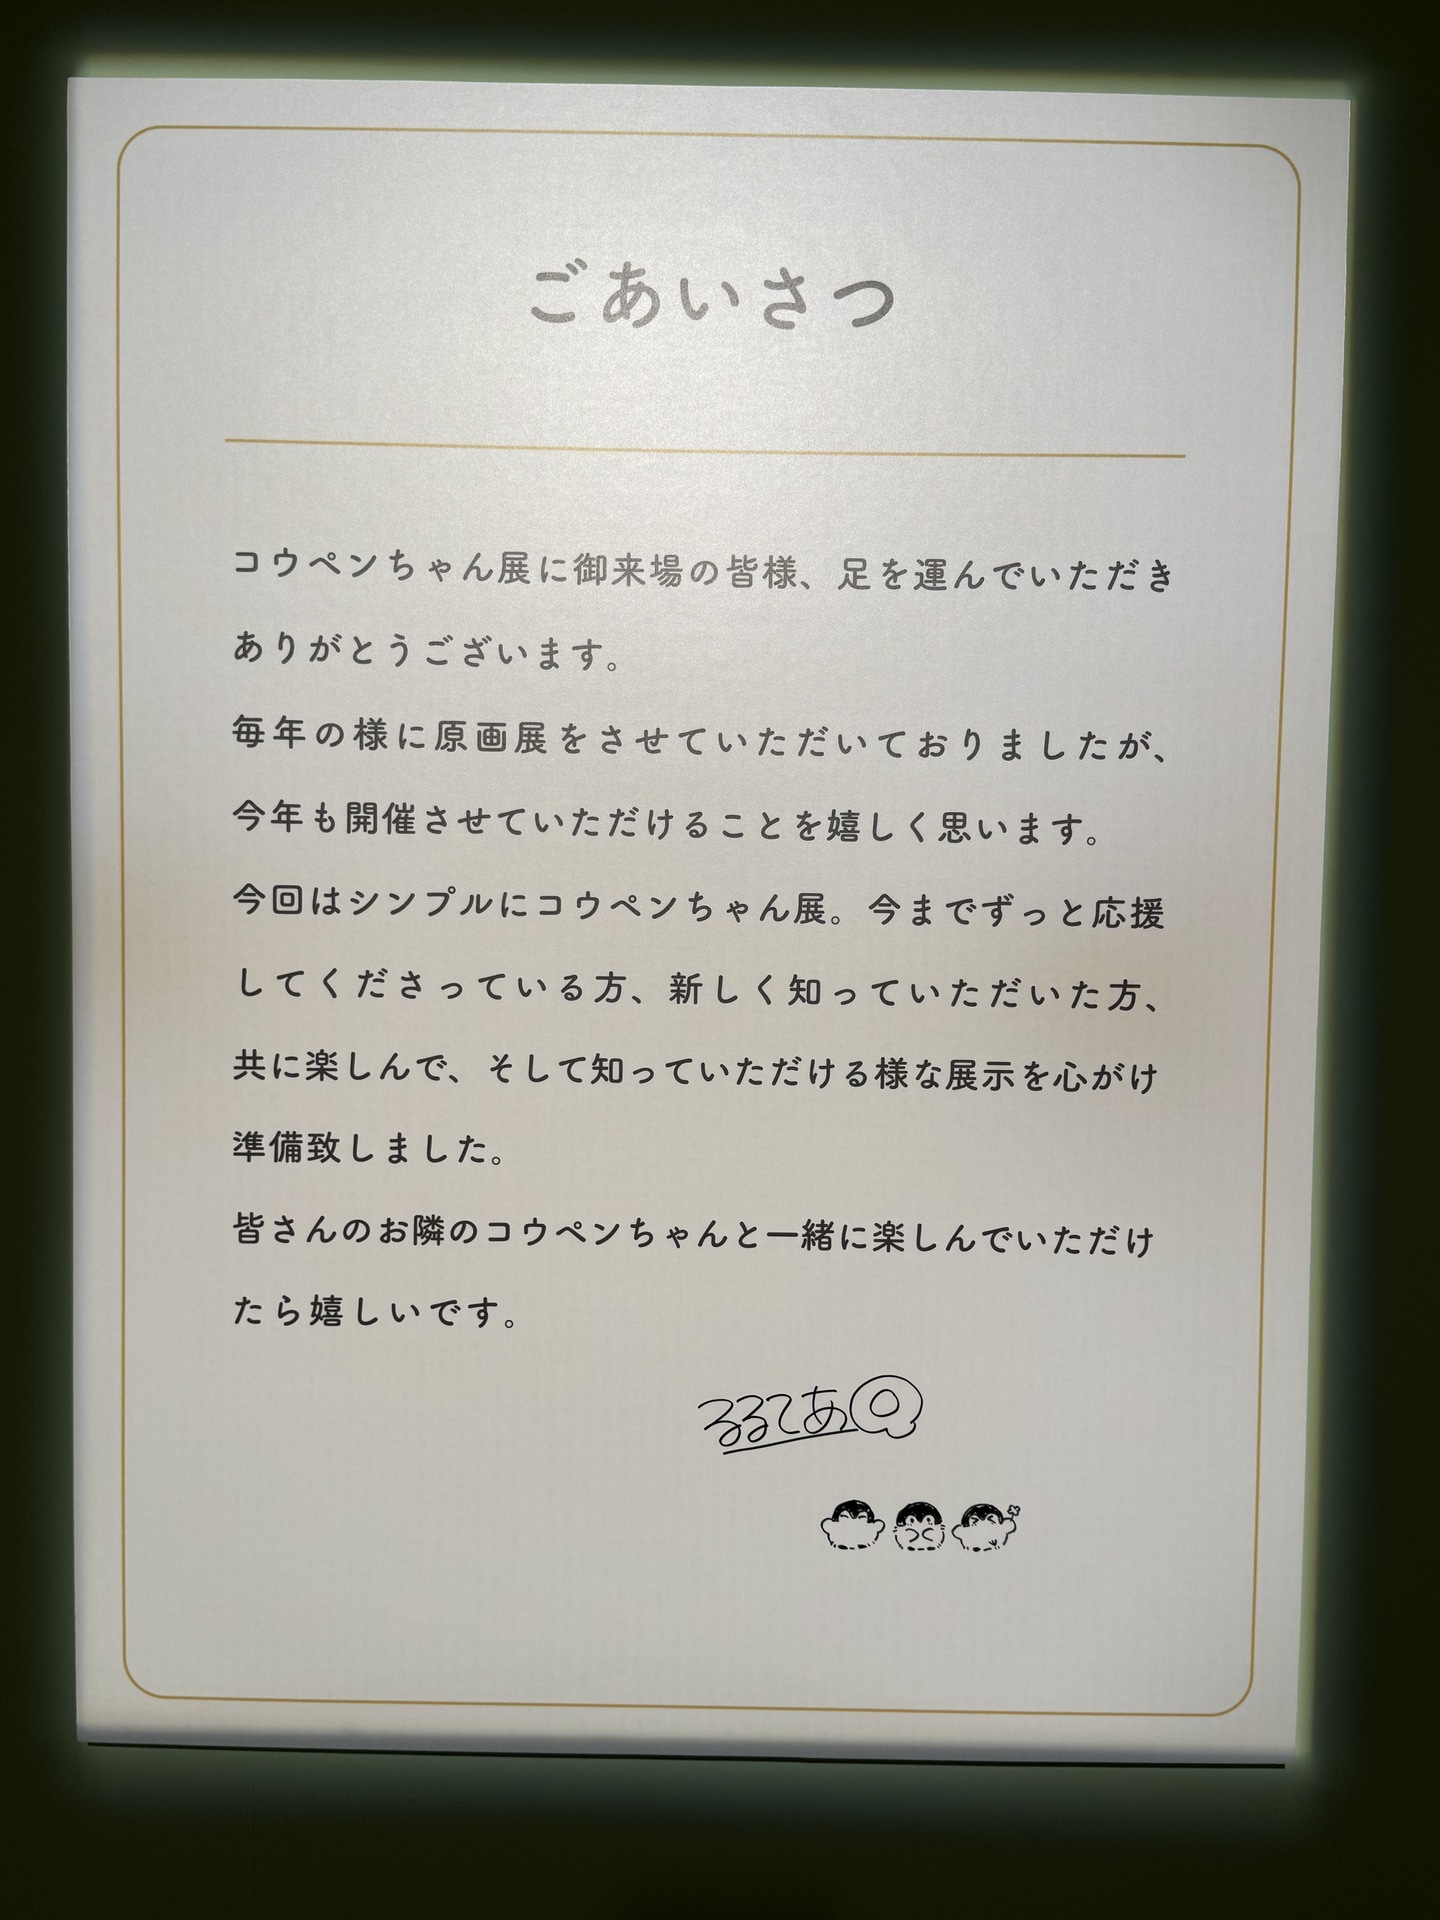 ごあいさつ
コウペンちゃん展に御来場の皆様、足を運んでいただき
ありがとうございます。
毎年の様に原画展をさせていただいておりましたが、
今年も開催させていただけることを嬉しく思います。
今回はシンプルにコウペンちゃん展。今までずっと応援
してくださっている方、新しく知っていただいた方、
共に楽しんで、そして知っていただける様な展示を心がけ
準備致しました。
皆さんのお隣のコウペンちゃんと一緒に楽しんでいただけ
たら嬉しいです。
るるてあ